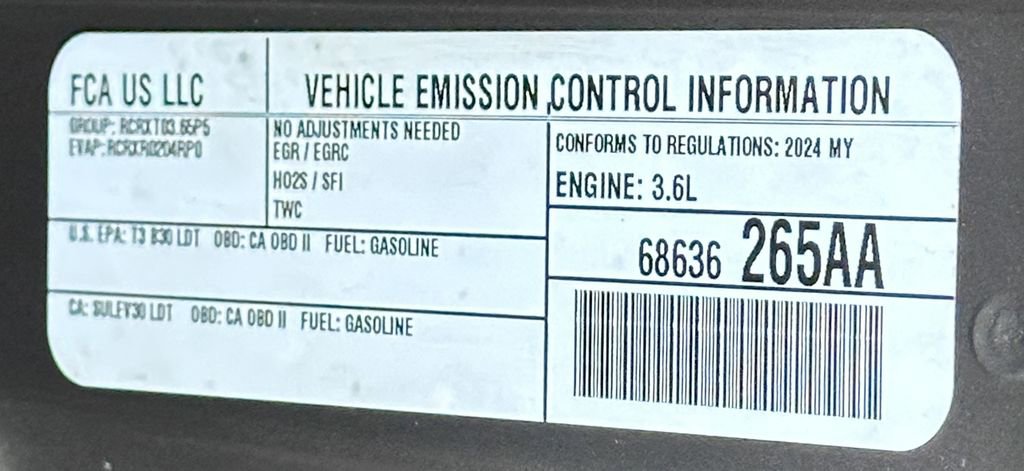 FCA US LLC
VEHICLE EMISSION CONTROL INFORMATION
GROUP: RCRXT03.65P5
EVAP: RCRXR0204RP0
NO ADJUSTMENTS NEEDED
EGR / EGRC
HO2S / SFI
TWC
CONFORMS TO REGULATIONS: 2024 MY
ENGINE: 3.6L
U.S. EPA: T3 B30 LDT OBD: CA OBD II FUEL: GASOLINE
68636 265AA
CA: SULEV30 LDT OBD: CA OBD II FUEL: GASOLINE